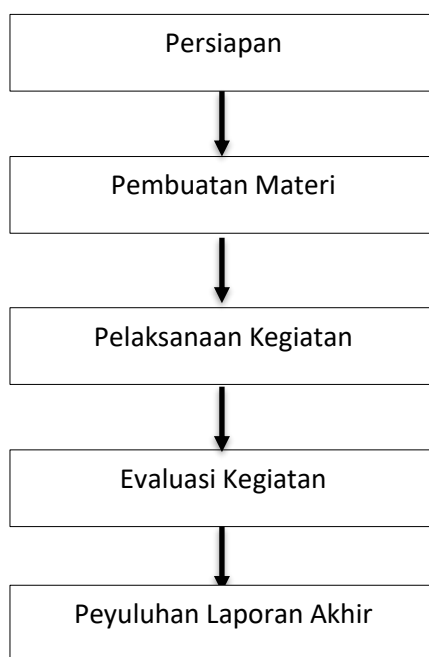 Persiapan
Pembuatan Materi
Pelaksanaan Kegiatan
Evaluasi Kegiatan
Peyuluhan Laporan Akhir